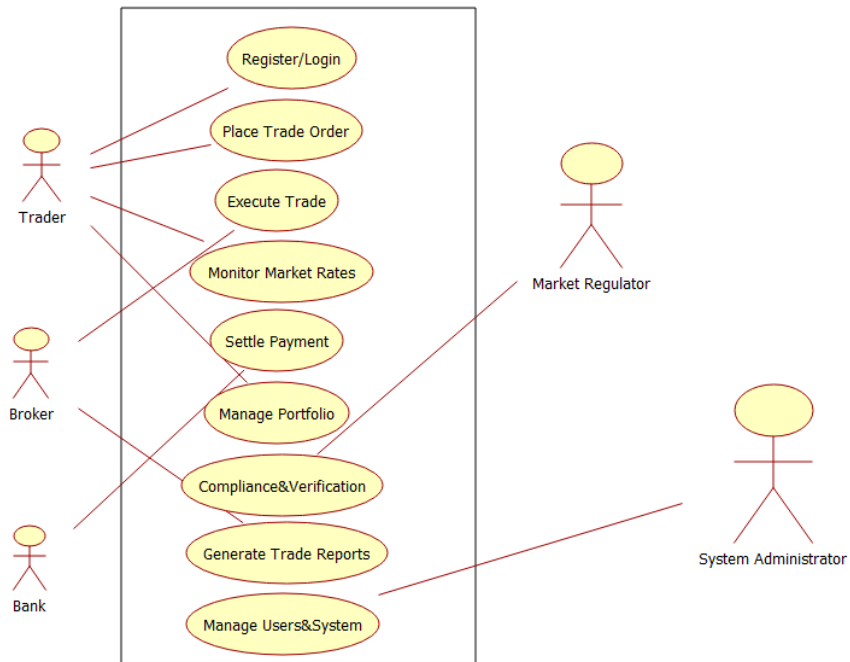 Register/Login
Place Trade Order
Trader
Execute Trade
Monitor Market Rates
Market Regulator
Settle Payment
Broker
Manage Portfolio
Compliance&Verification
Generate Trade Reports
System Administrator
Bank
Manage Users&System